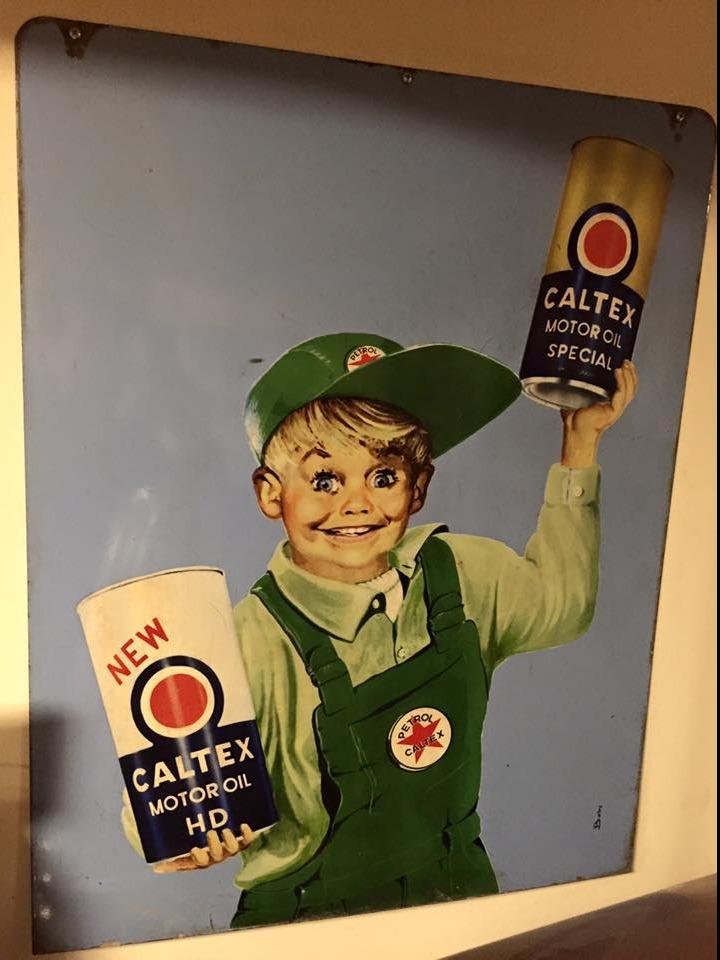 CALTEX
MOTOR OIL
SPECIAL
PETROL
NEW
CALTEX
MOTOR OIL
HD
PETROL
CALTEX